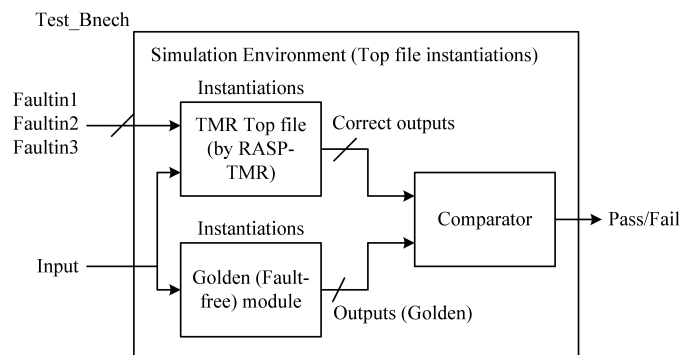 Test_Bnech
Simulation Environment (Top file instantiations)
Instantiations
Faultin1
Faultin2
Faultin3
TMR Top file
(by RASP-
TMR)
Correct outputs
Comparator
Pass/Fail
Instantiations
Input
Golden (Fault-
free) module
Outputs (Golden)